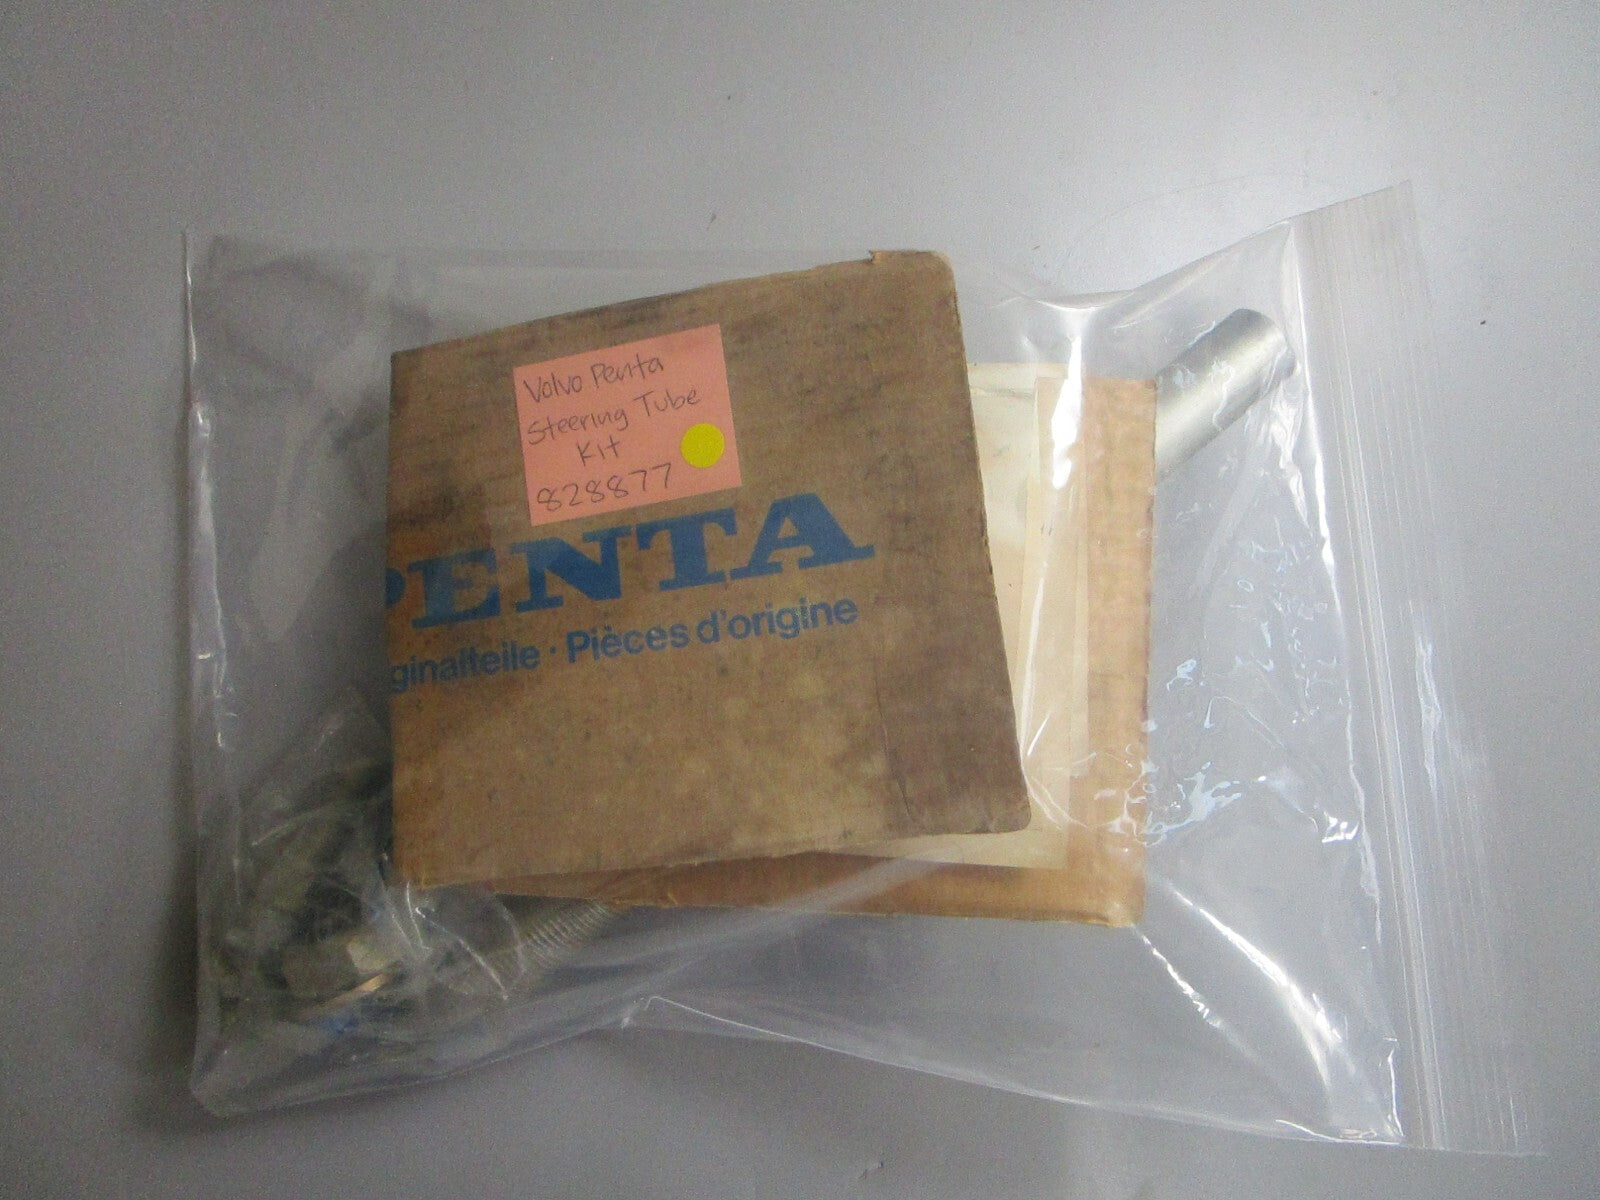 Volvo Penta
Steering Tube
Kit
828877
PENTA
ginalteile · Pièces d'origine